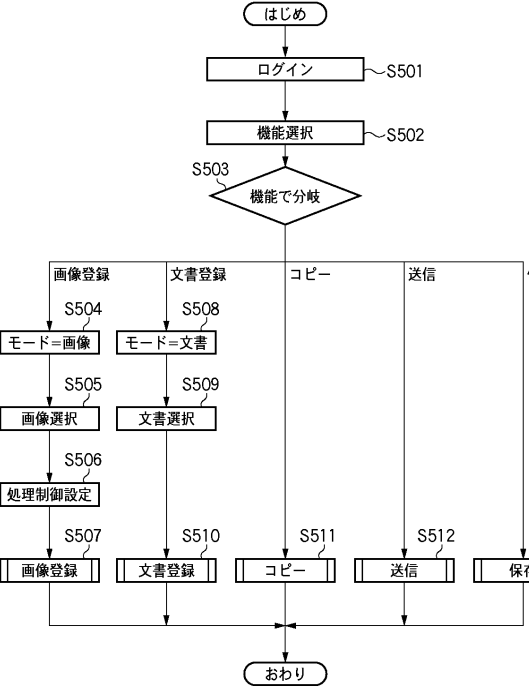 はじめ
ログイン
S501
機能選択
S502
S503
機能で分岐
画像登録
文書登録
コピー
送信
S504
モード=画像
S508
モード=文書
S505
画像選択
S509
文書選択
S506
処理制御設定
S507
画像登録
S510
文書登録
S511
コピー
S512
送信
保存
おわり